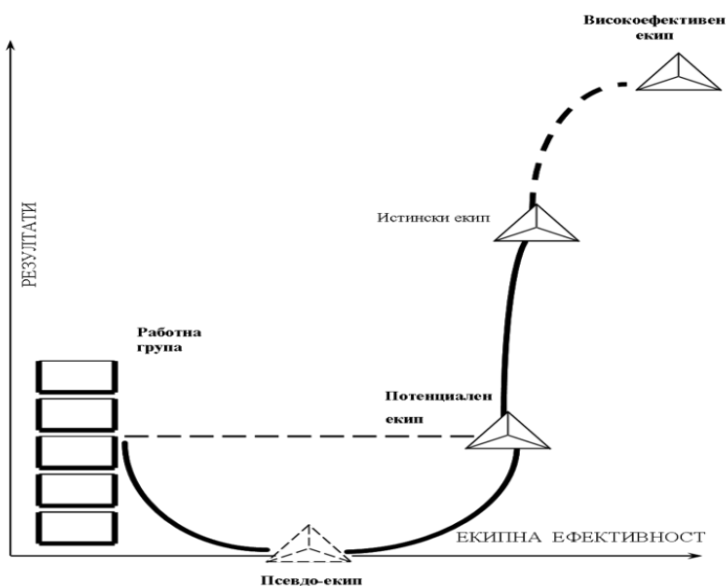 Високоефективен
екип
РЕЗУЛТАТИ
Истински екип
Работна
група
Потенциален
екип
ЕКИПНА ЕФЕКТИВНОСТ
Псевдо-екип